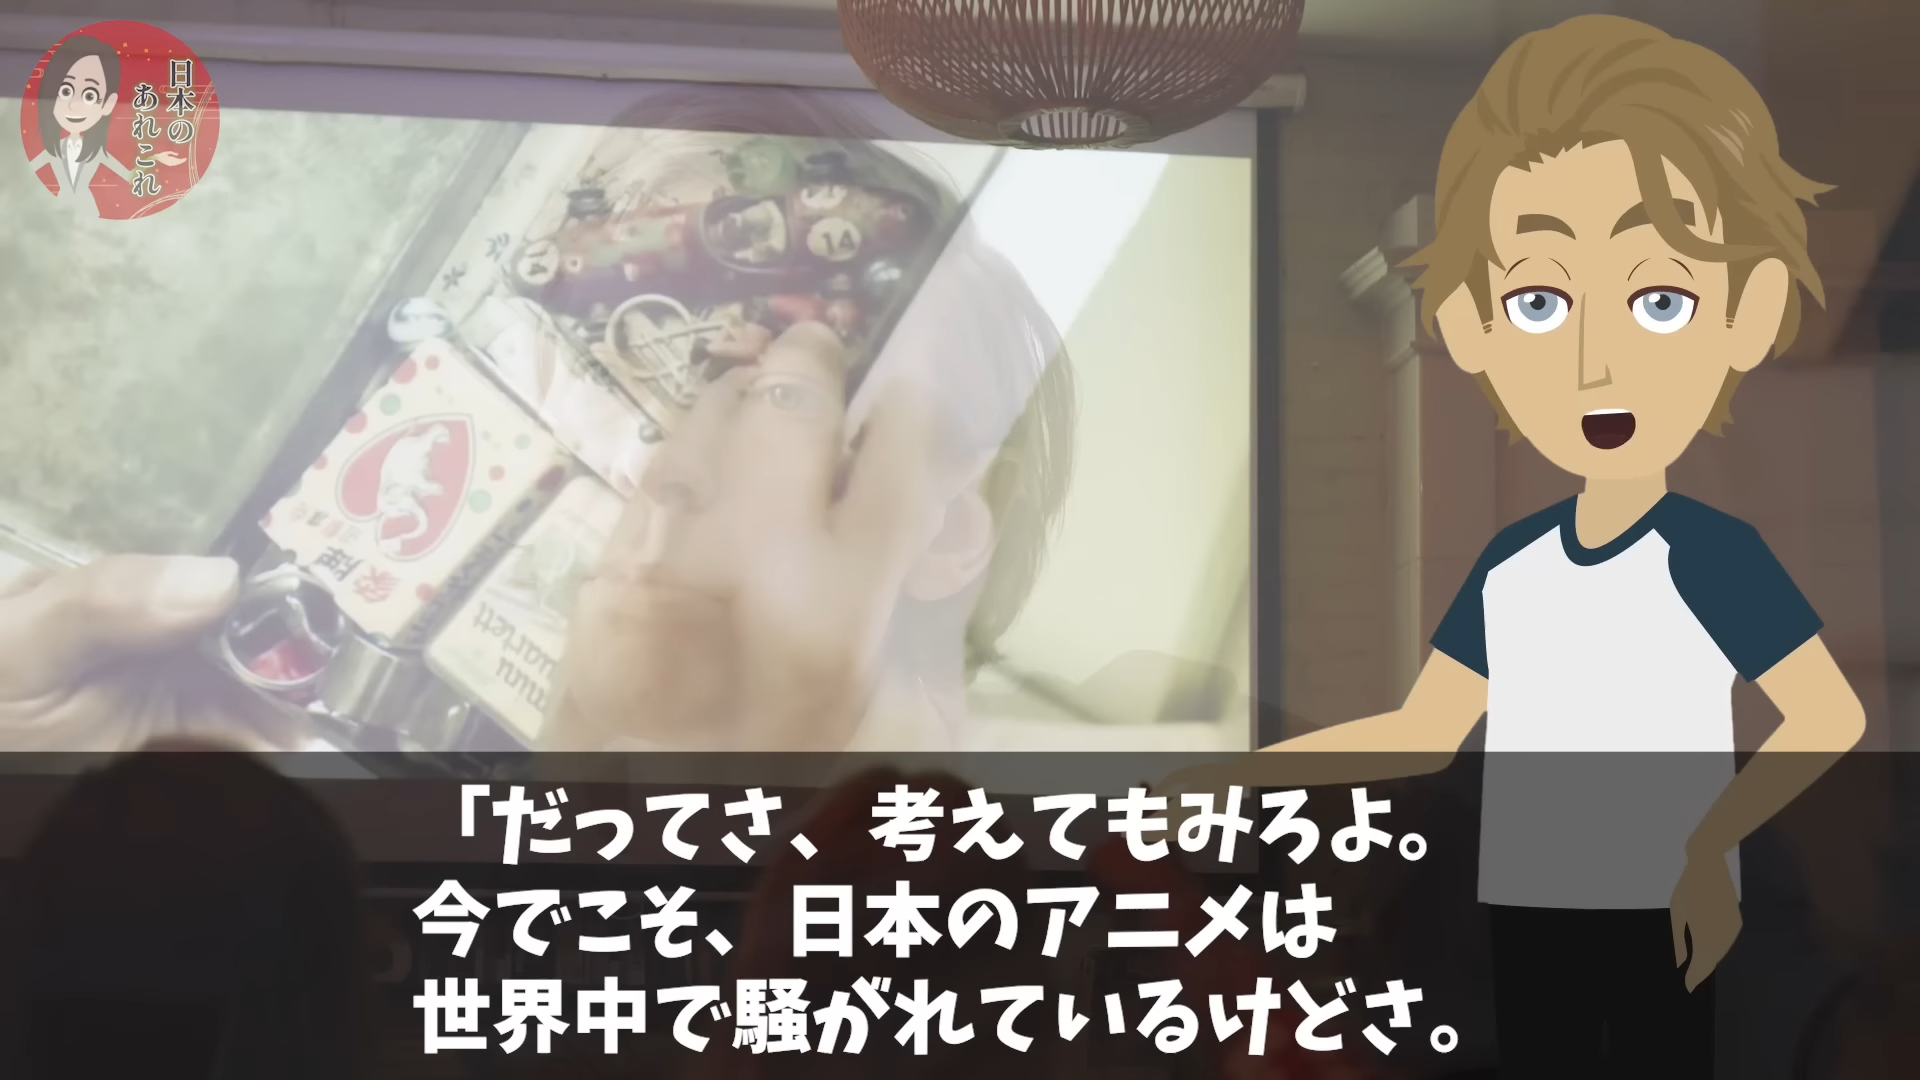 日本の
あれこれ
14
「だってさ、考えてもみろよ。
今でこそ、日本のアニメは
世界中で騒がれているけどさ。